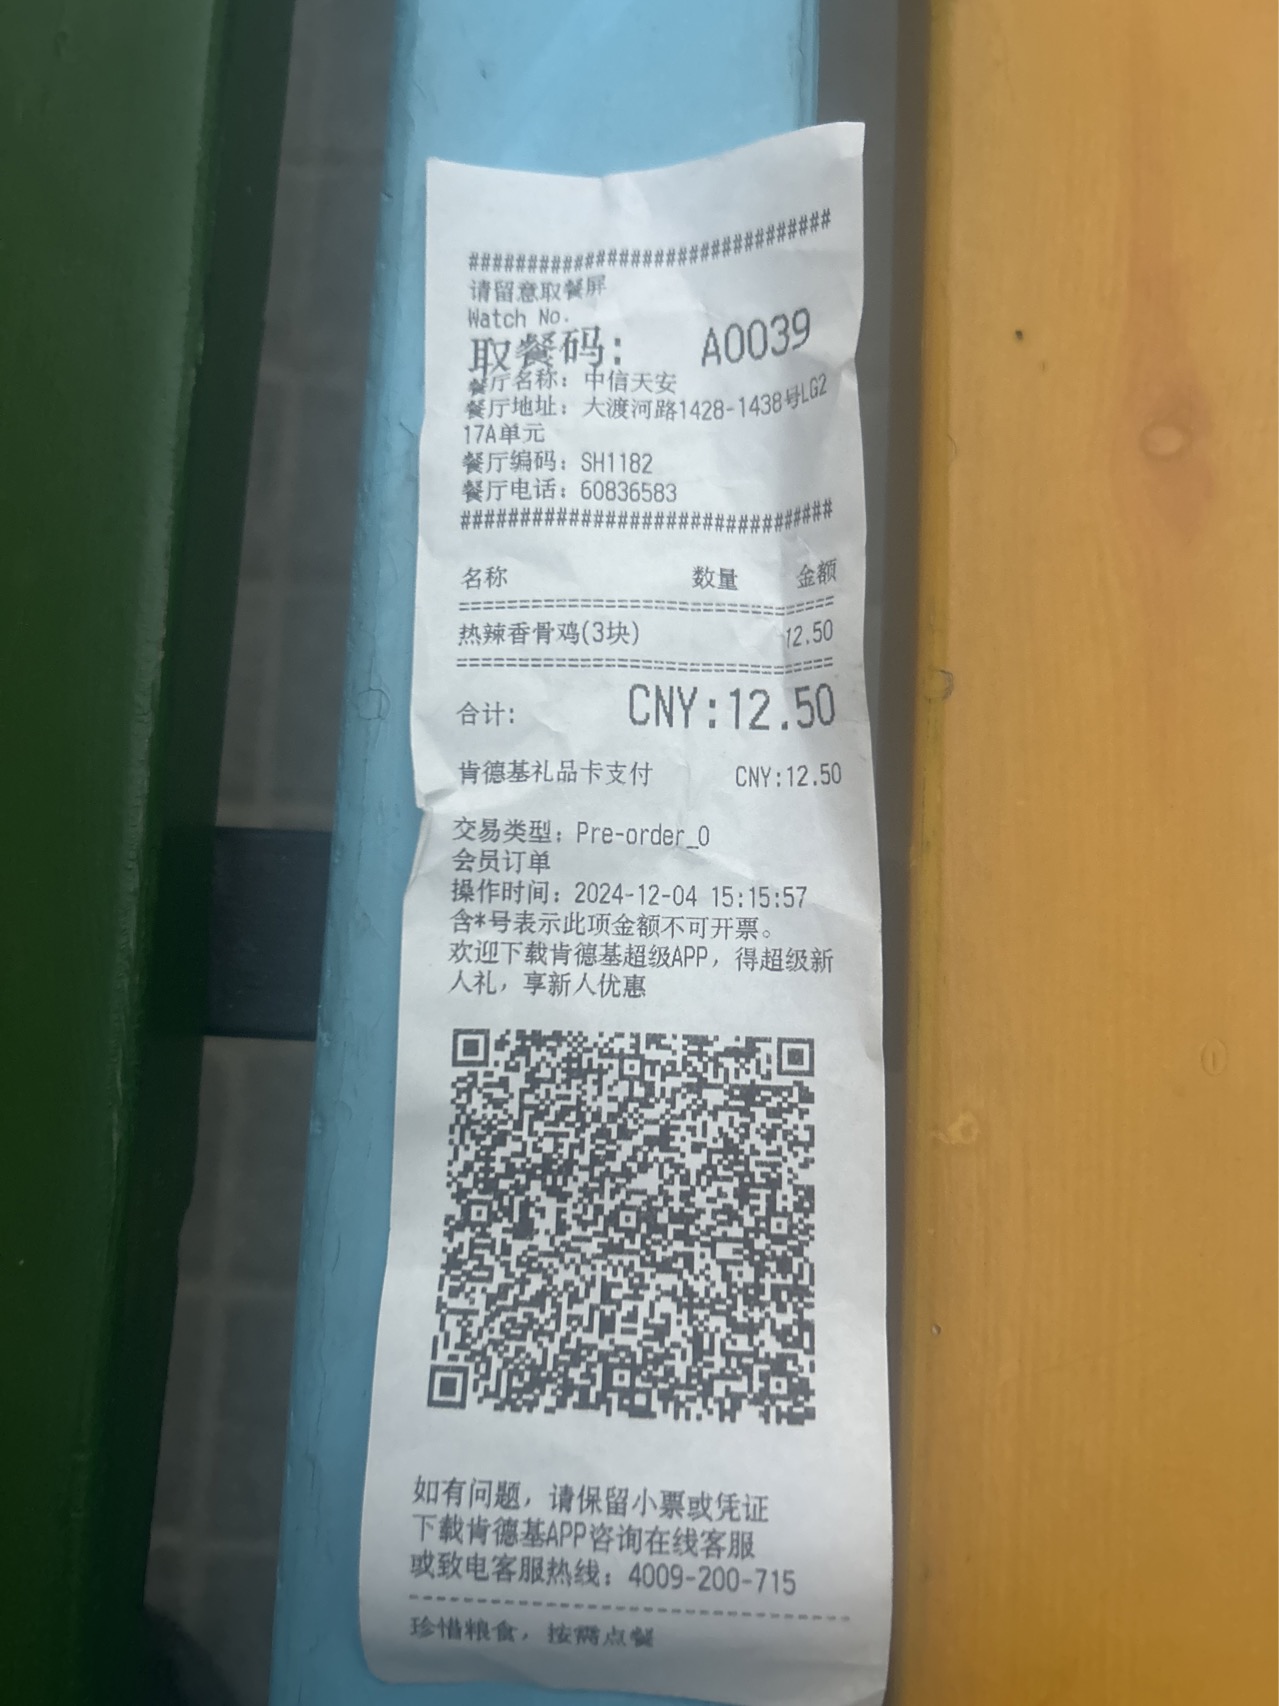 ###############################
请留意取餐屏
Watch No.
取餐码: A0039
餐厅名称: 中信天安
餐厅地址: 大渡河路1428-1438号LG2
17A单元
餐厅编码: SH1182
餐厅电话: 60836583
###############################
名称 数量 金额
================================
热辣香骨鸡(3块) 12.50
================================
合计: CNY:12.50
肯德基礼品卡支付 CNY:12.50
交易类型: Pre-order_0
会员订单
操作时间: 2024-12-04 15:15:57
含*号表示此项金额不可开票。
欢迎下载肯德基超级APP, 得超级新
人礼, 享新人优惠
如有问题, 请保留小票或凭证
下载肯德基APP咨询在线客服
或致电客服热线: 4009-200-715
--------------------------------
珍惜粮食, 按需点餐